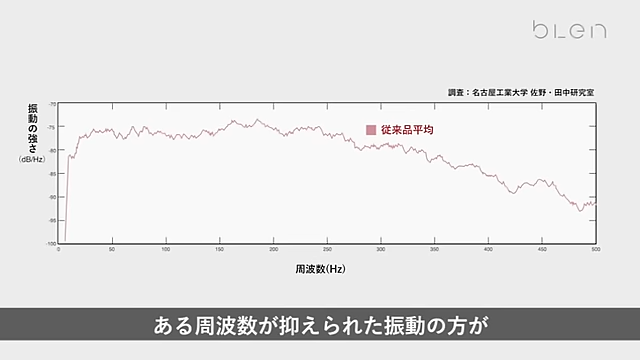 bLen
調査：名古屋工業大学 佐野・田中研究室
振動の強さ
(dB/Hz)
-70
-75
-80
-85
-90
-95
-100
従来品平均
0
50
100
150
200
250
300
350
400
450
500
周波数(Hz)
ある周波数が抑えられた振動の方が